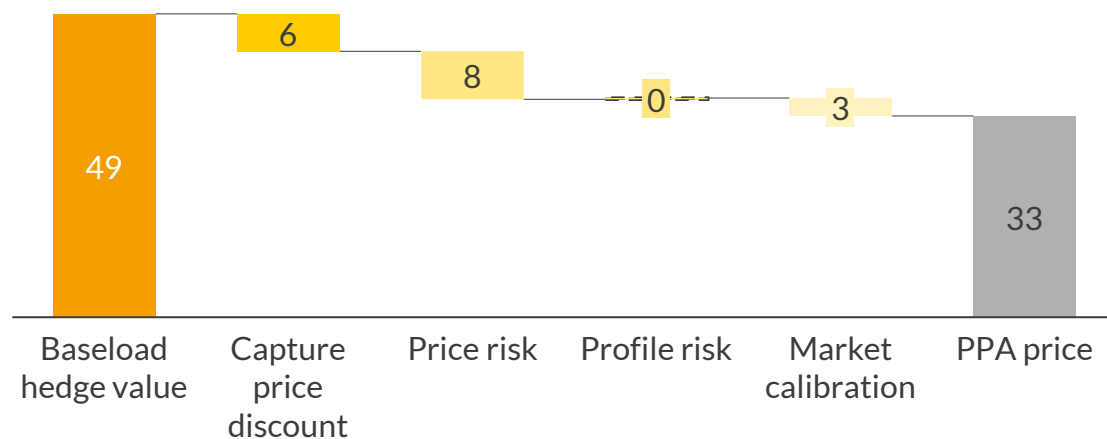 6
8
0
3
49
33
Baseload
hedge value
Capture
price
discount
Price risk
Profile risk
Market
calibration
PPA price